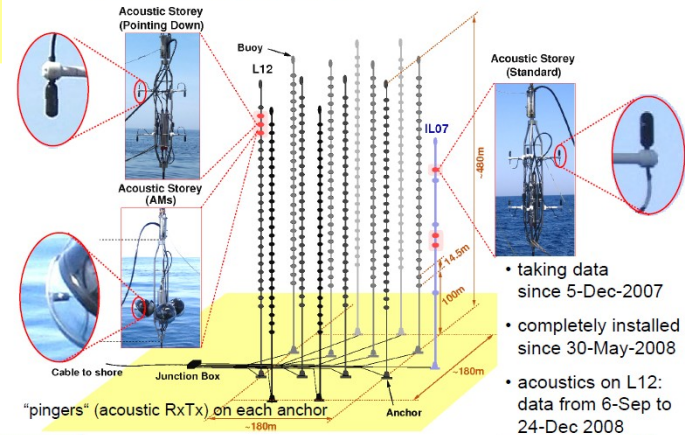 Acoustic Storey
(Pointing Down)
Buoy
L12
Acoustic Storey
(Standard)
IL07
~480m
Acoustic Storey
(AMs)
14.5m
100m
• taking data
since 5-Dec-2007
• completely installed
since 30-May-2008
• acoustics on L12:
data from 6-Sep to
24-Dec 2008
Cable to shore
Junction Box
~180m
Anchor
"pingers“ (acoustic RxTx) on each anchor
~180m